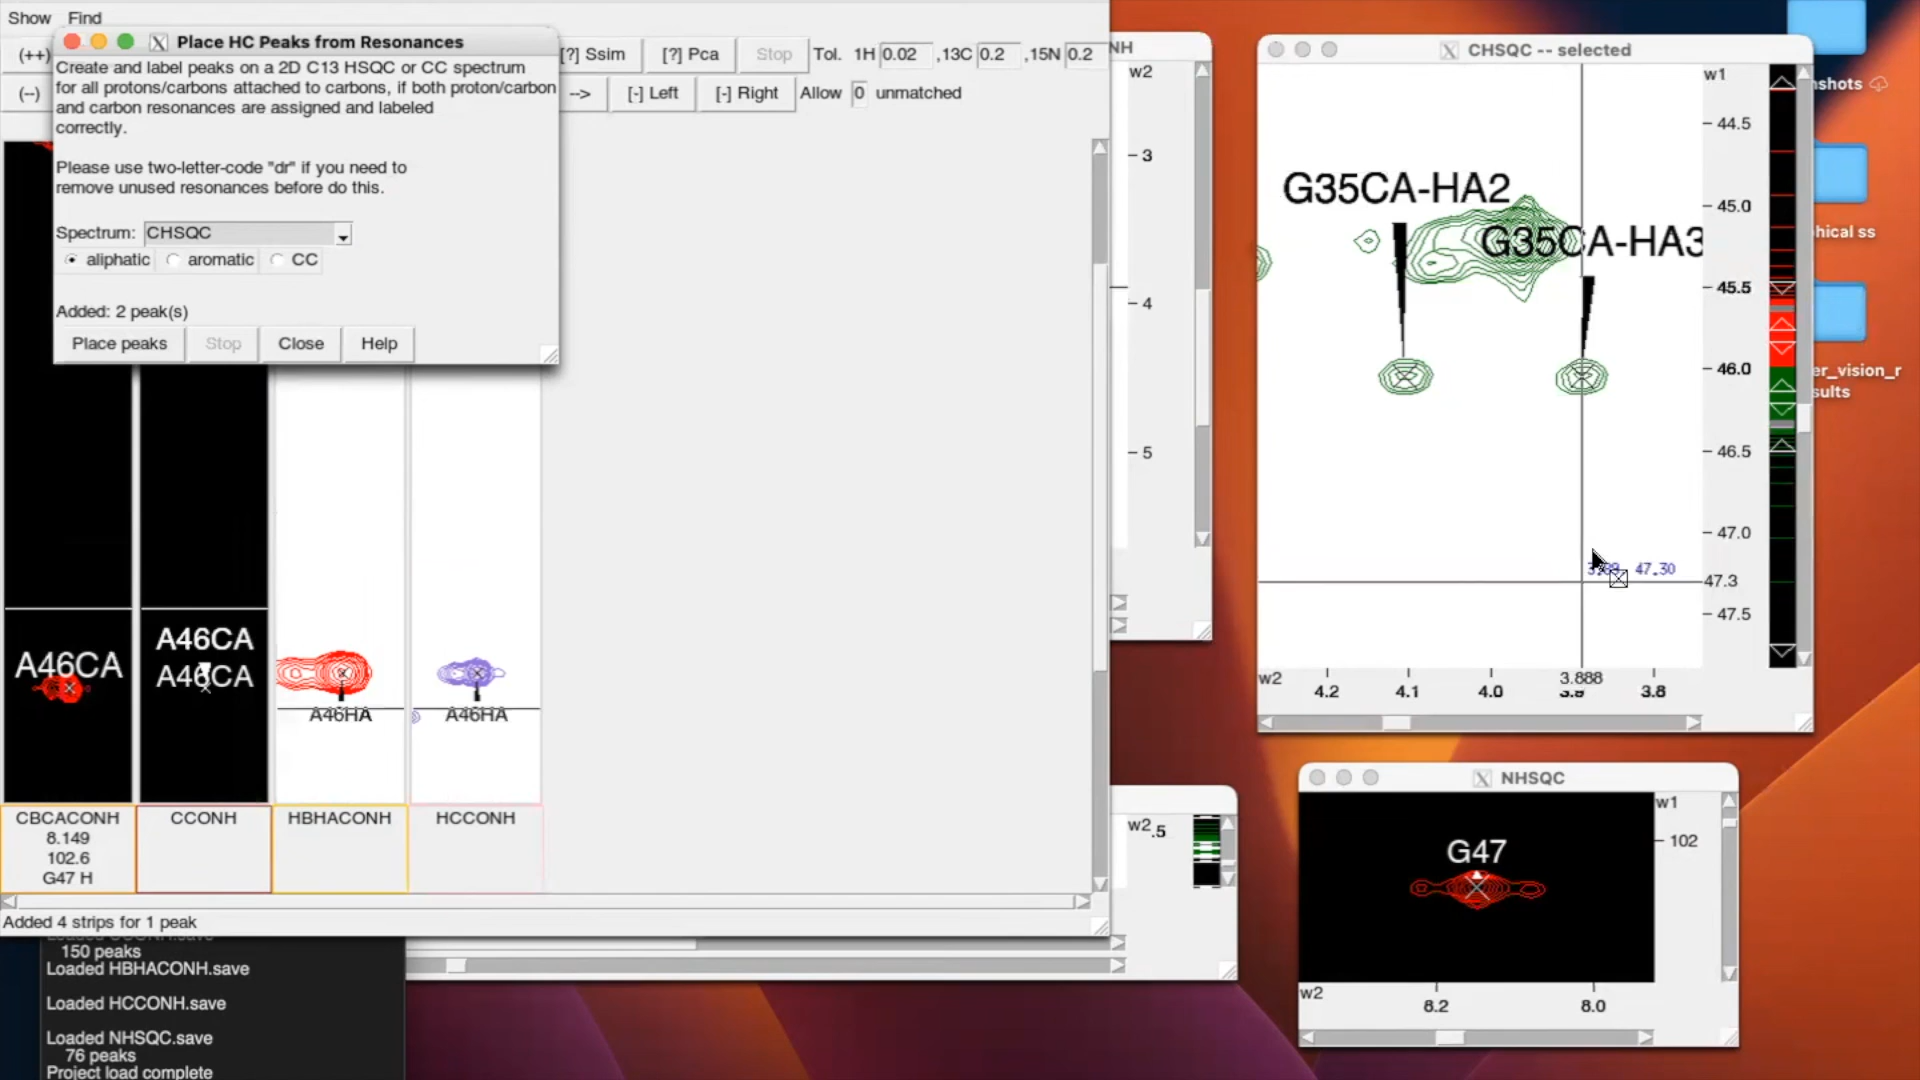 Show Find
Place HC Peaks from Resonances
(++)
(--)
[?] Ssim [?] Pca Stop Tol. 1H 0.02 ,13C 0.2 ,15N 0.2
--> [-] Left [-] Right Allow 0 unmatched
Create and label peaks on a 2D C13 HSQC or CC spectrum
for all protons/carbons attached to carbons, if both proton/carbon
and carbon resonances are assigned and labeled
correctly.
Please use two-letter-code "dr" if you need to
remove unused resonances before do this.
Spectrum: CHSQC
aliphatic aromatic CC
Added: 2 peak(s)
Place peaks Stop Close Help
A46CA
A46CA
A46CA
A46HA
A46HA
CBCACONH
8.149
102.6
G47 H
CCONH
HBHACONH
HCCONH
Added 4 strips for 1 peak
150 peaks
Loaded HBHACONH.save
Loaded HCCONH.save
Loaded NHSQC.save
76 peaks
Project load complete
NH
w2
3
4
5
w2
.5
CHSQC -- selected
w1
G35CA-HA2
G35CA-HA3
44.5
45.0
45.5
46.0
46.5
47.0
47.30
47.3
47.5
w2
3.888
4.2 4.1 4.0 3.9 3.8
NHSQC
w1
G47
102
w2
8.2 8.0
shots
hical ss
er_vision_r
sults